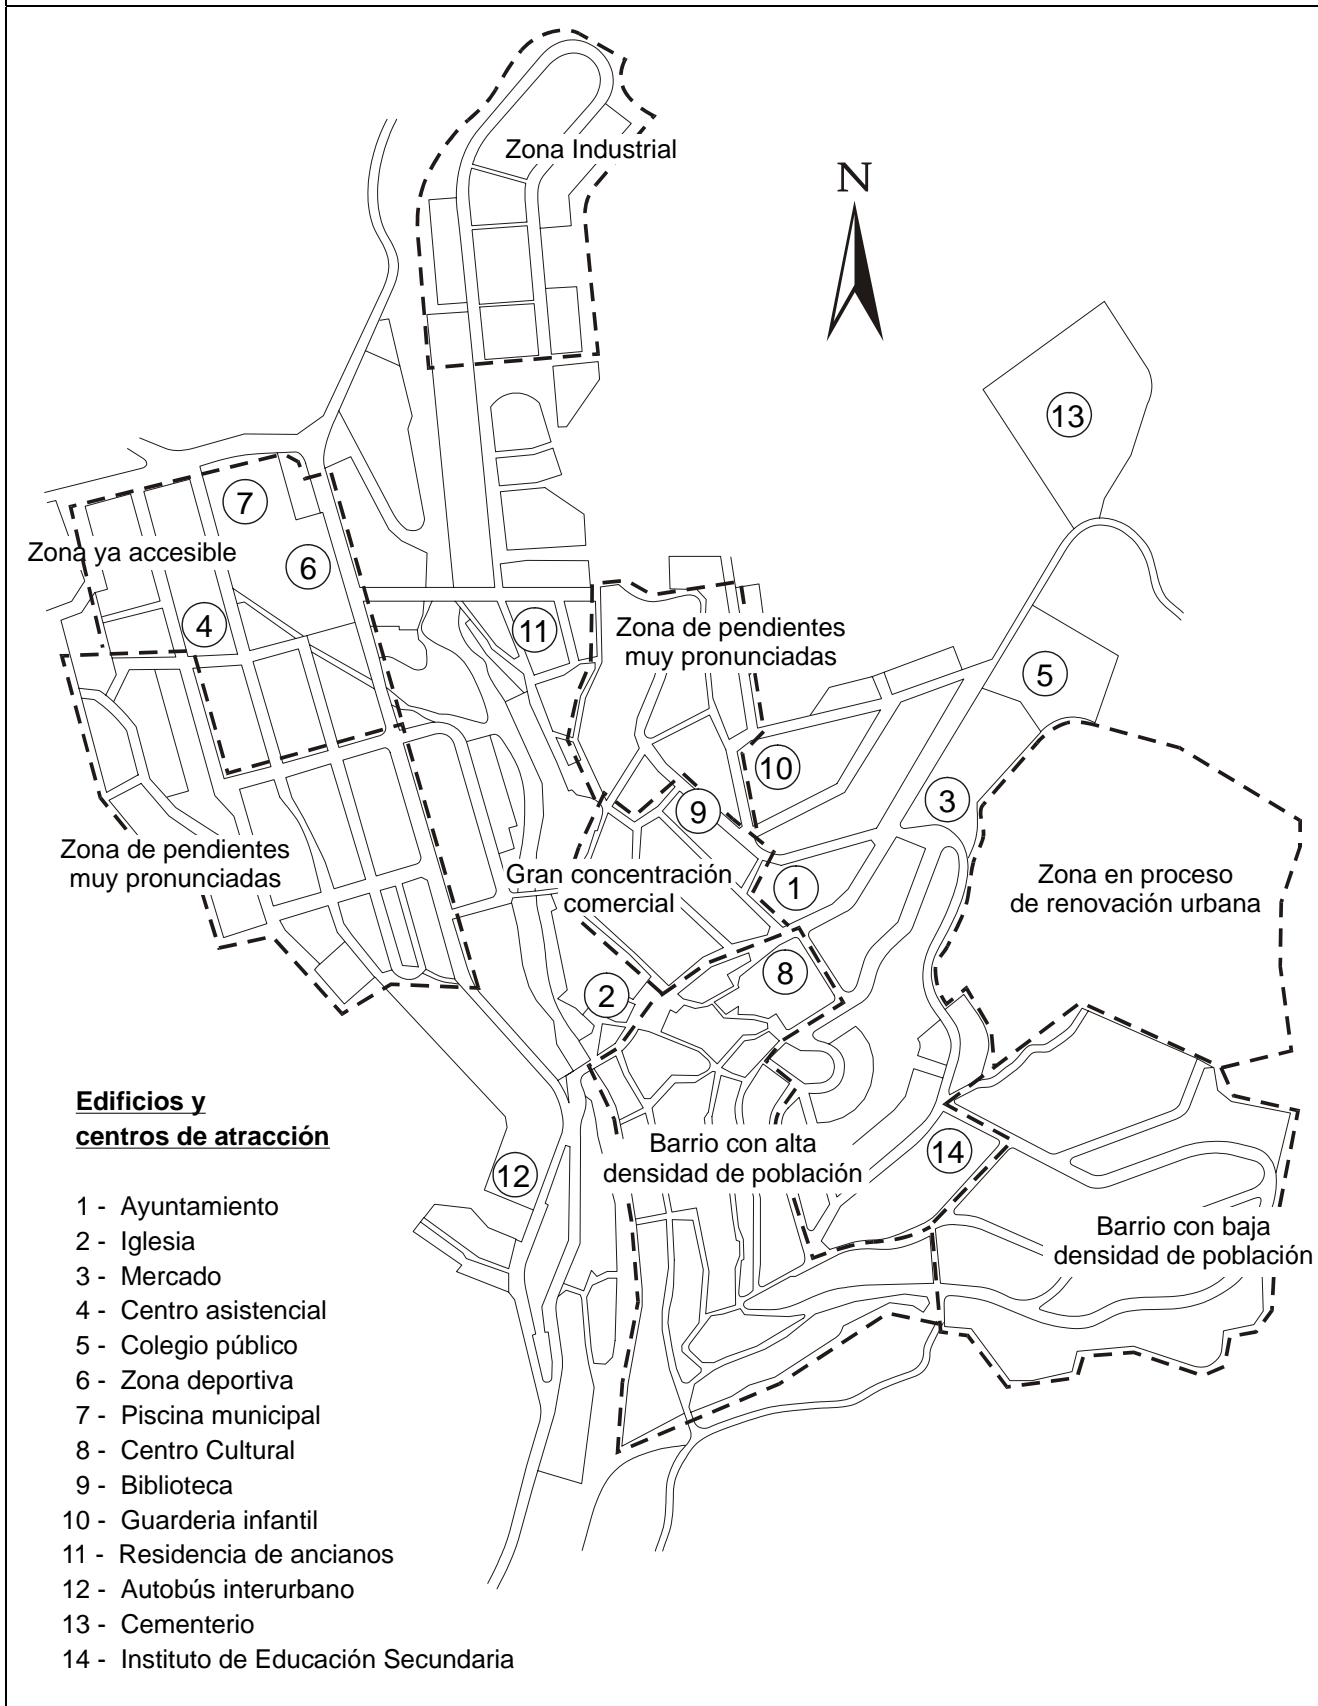 Zona Industrial
N
13
7
Zona ya accesible
6
4
11
Zona de pendientes
muy pronunciadas
5
10
3
9
Zona de pendientes
muy pronunciadas
Gran concentración
comercial
1
Zona en proceso
de renovación urbana
8
2
Edificios y
centros de atracción
Barrio con alta
densidad de población
14
12
Barrio con baja
densidad de población
1 - Ayuntamiento
2 - Iglesia
3 - Mercado
4 - Centro asistencial
5 - Colegio público
6 - Zona deportiva
7 - Piscina municipal
8 - Centro Cultural
9 - Biblioteca
10 - Guarderia infantil
11 - Residencia de ancianos
12 - Autobús interurbano
13 - Cementerio
14 - Instituto de Educación Secundaria